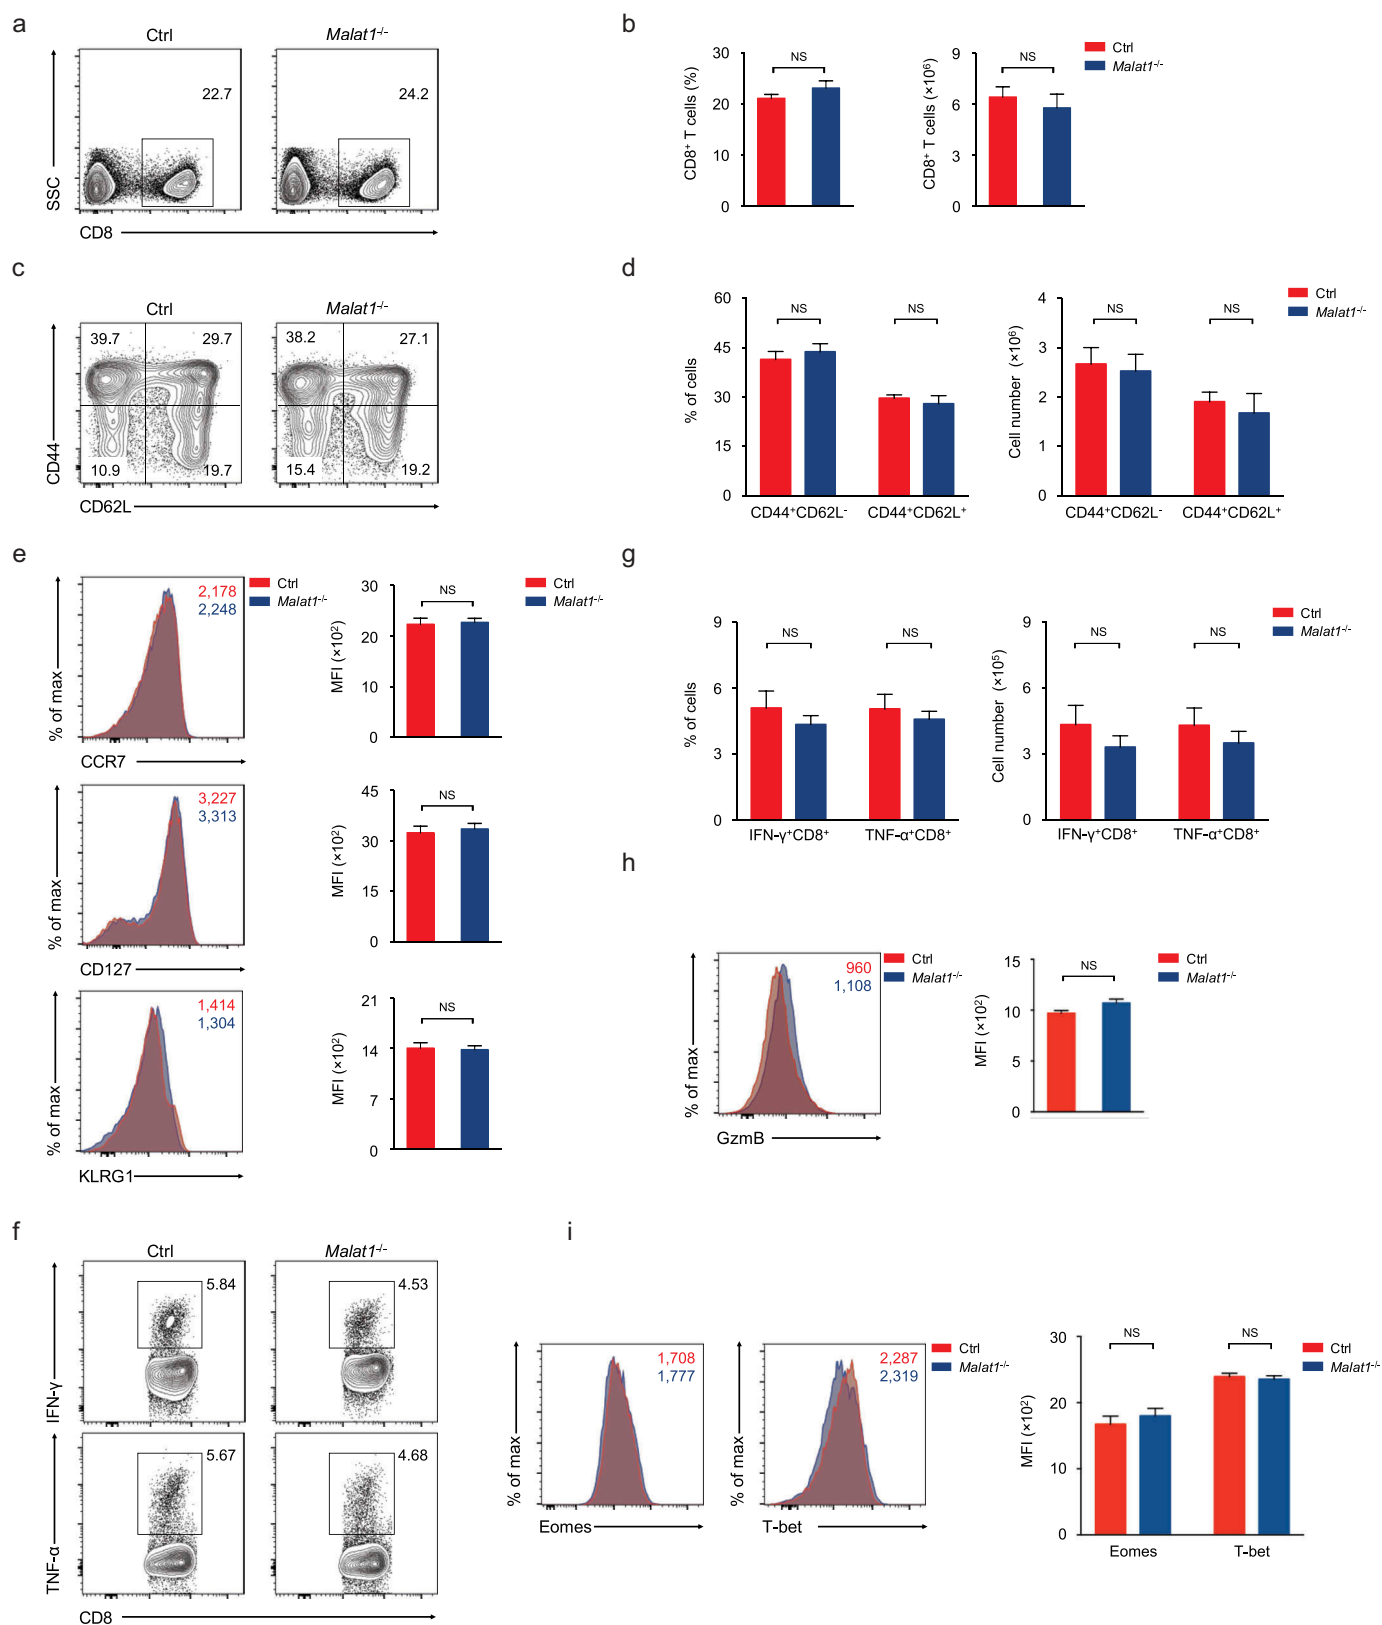 a
Ctrl
Malat1-/-
22.7
24.2
SSC
CD8
b
30
20
10
0
CD8+ T cells (%)
NS
9
6
3
0
CD8+ T cells (×10⁶)
NS
Ctrl
Malat1-/-
c
Ctrl
Malat1-/-
39.7
29.7
38.2
27.1
10.9
19.7
15.4
19.2
CD44
CD62L
d
60
45
30
15
0
% of cells
NS
NS
CD44+CD62L-
CD44+CD62L+
4
3
2
1
0
Cell number (×10⁶)
NS
NS
CD44+CD62L-
CD44+CD62L+
Ctrl
Malat1-/-
e
2,178
2,248
% of max
CCR7
Ctrl
Malat1-/-
30
20
10
0
MFI (×10²)
NS
Ctrl
Malat1-/-
3,227
3,313
% of max
CD127
45
30
15
0
MFI (×10²)
NS
1,414
1,304
% of max
KLRG1
21
14
7
0
MFI (×10²)
NS
g
9
6
3
0
% of cells
NS
NS
IFN-γ+CD8+
TNF-α+CD8+
9
6
3
0
Cell number (×10⁵)
NS
NS
IFN-γ+CD8+
TNF-α+CD8+
Ctrl
Malat1-/-
h
960
1,108
% of max
GzmB
Ctrl
Malat1-/-
15
10
5
0
MFI (×10²)
NS
Ctrl
Malat1-/-
f
Ctrl
Malat1-/-
5.84
4.53
IFN-γ
5.67
4.68
TNF-α
CD8
i
1,708
1,777
% of max
Eomes
2,287
2,319
% of max
T-bet
Ctrl
Malat1-/-
30
20
10
0
MFI (×10²)
NS
NS
Eomes
T-bet
Ctrl
Malat1-/-